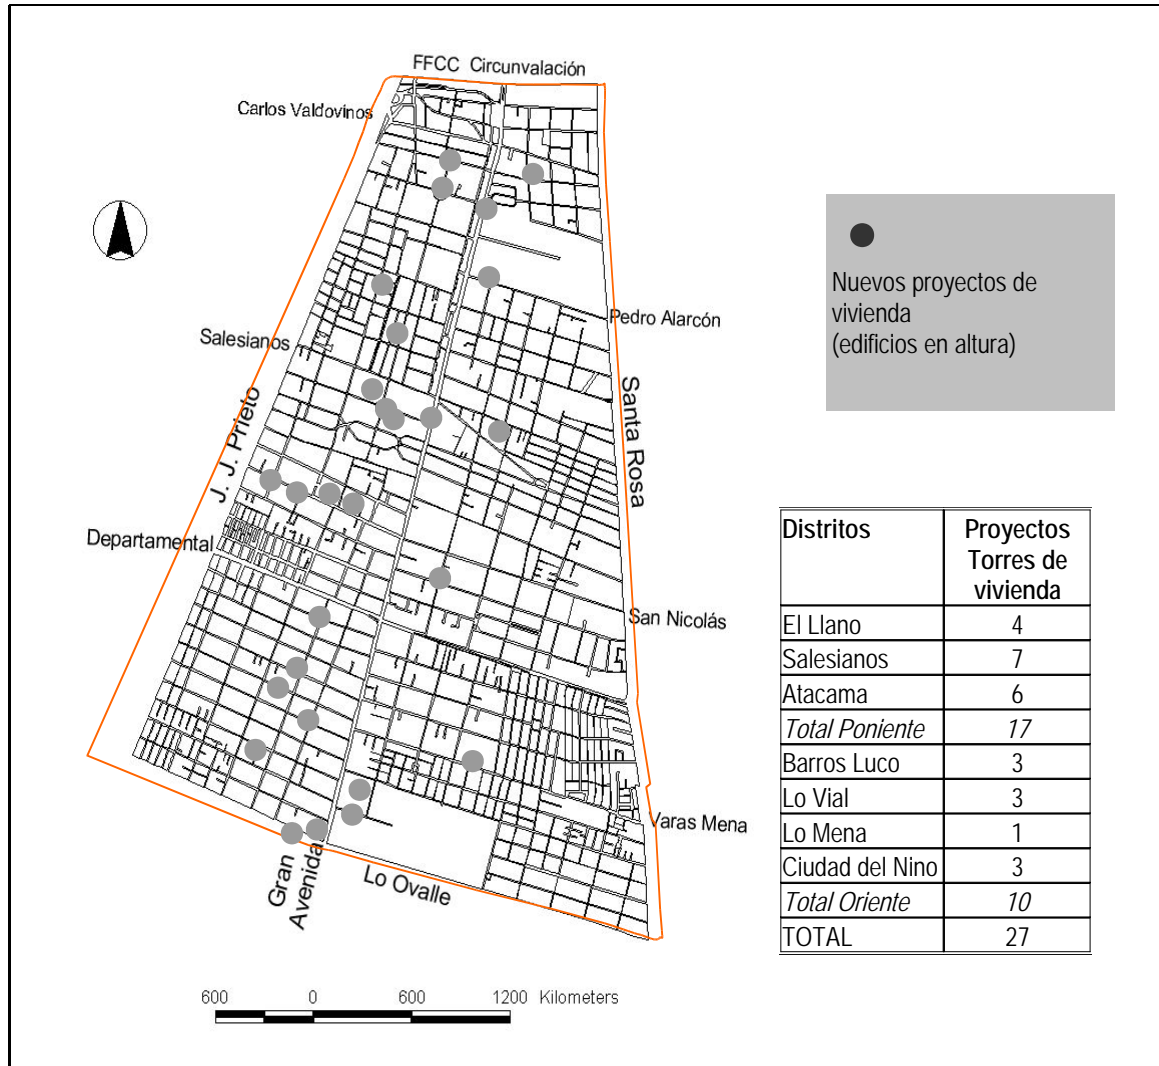 FFCC Circunvalación
Carlos Valdovinos
Nuevos proyectos de
vivienda
(edificios en altura)
Pedro Alarcón
Salesianos
J. J. Prieto
Santa Rosa
Departamental
San Nicolás
Varas Mena
Gran
Avenida
Lo Ovalle
Distritos Proyectos
Torres de
vivienda
El Llano 4
Salesianos 7
Atacama 6
Total Poniente 17
Barros Luco 3
Lo Vial 3
Lo Mena 1
Ciudad del Nino 3
Total Oriente 10
TOTAL 27
600 0 600 1200 Kilometers